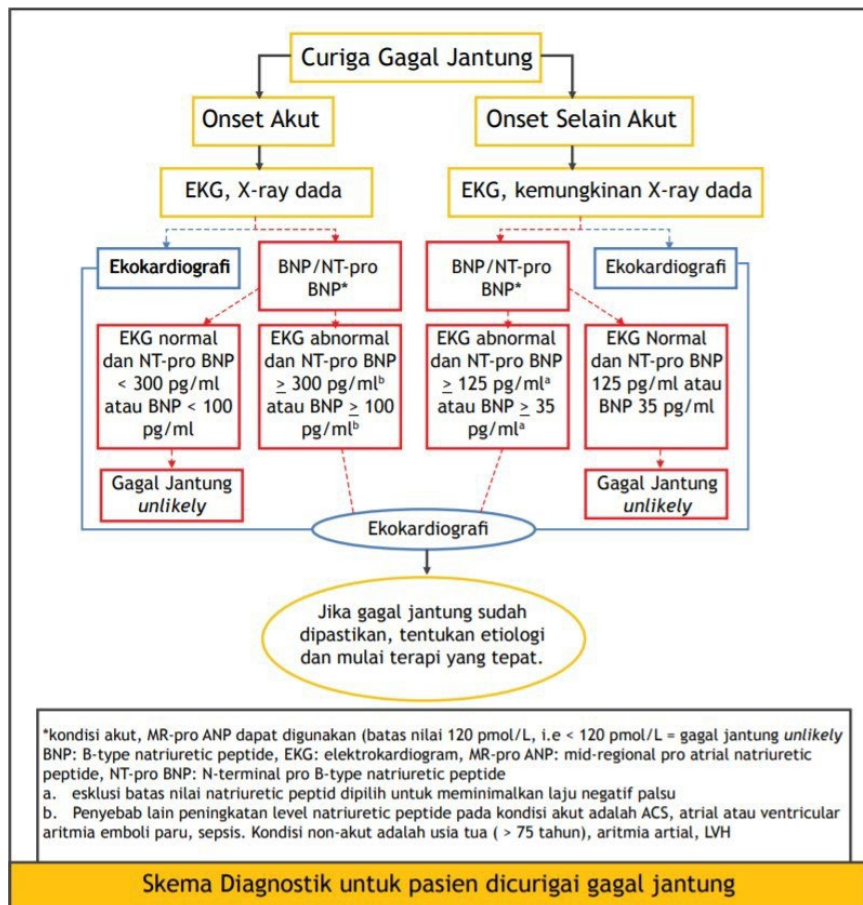 Curiga Gagal Jantung
Onset Akut
Onset Selain Akut
EKG, X-ray dada
EKG, kemungkinan X-ray dada
Ekokardiografi
BNP/NT-pro
BNP*
BNP/NT-pro
BNP*
Ekokardiografi
EKG normal
dan NT-pro BNP
< 300 pg/ml
atau BNP < 100
pg/ml
EKG abnormal
dan NT-pro BNP
≥ 300 pg/mlᵇ
atau BNP ≥ 100
pg/mlᵇ
EKG abnormal
dan NT-pro BNP
≥ 125 pg/mlᵃ
atau BNP ≥ 35
pg/mlᵃ
EKG Normal
dan NT-pro BNP
125 pg/ml atau
BNP 35 pg/ml
Gagal Jantung
unlikely
Gagal Jantung
unlikely
Ekokardiografi
Jika gagal jantung sudah
dipastikan, tentukan etiologi
dan mulai terapi yang tepat.
*kondisi akut, MR-pro ANP dapat digunakan (batas nilai 120 pmol/L, i.e < 120 pmol/L = gagal jantung unlikely
BNP: B-type natriuretic peptide, EKG: elektrokardiogram, MR-pro ANP: mid-regional pro atrial natriuretic
peptide, NT-pro BNP: N-terminal pro B-type natriuretic peptide
a. esklusi batas nilai natriuretic peptid dipilih untuk meminimalkan laju negatif palsu
b. Penyebab lain peningkatan level natriuretic peptide pada kondisi akut adalah ACS, atrial atau ventricular
aritmia emboli paru, sepsis. Kondisi non-akut adalah usia tua ( > 75 tahun), aritmia artial, LVH
Skema Diagnostik untuk pasien dicurigai gagal jantung